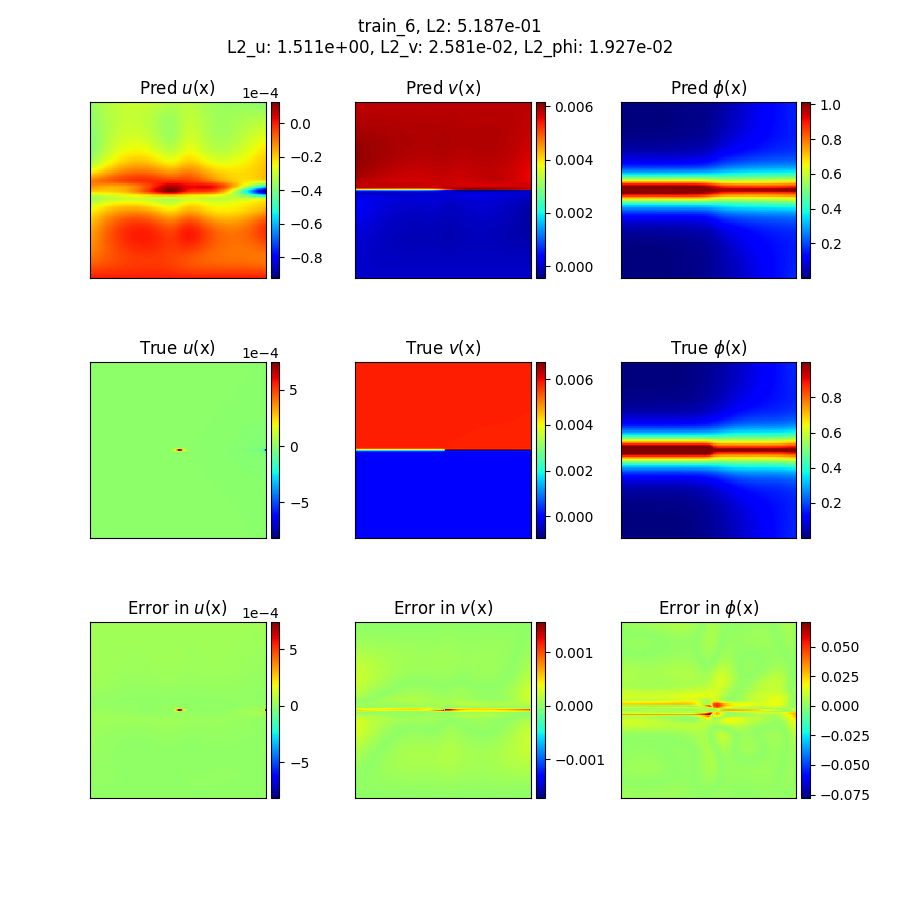 train_6, L2: 5.187e-01
L2_u: 1.511e+00, L2_v: 2.581e-02, L2_phi: 1.927e-02
Pred u(x)
1e−4
0.0
−0.2
−0.4
−0.6
−0.8
Pred v(x)
0.006
0.004
0.002
0.000
Pred ϕ(x)
1.0
0.8
0.6
0.4
0.2
True u(x)
1e−4
5
0
−5
True v(x)
0.006
0.004
0.002
0.000
True ϕ(x)
0.8
0.6
0.4
0.2
Error in u(x)
1e−4
5
0
−5
Error in v(x)
0.001
0.000
−0.001
Error in ϕ(x)
0.050
0.025
0.000
−0.025
−0.050
−0.075